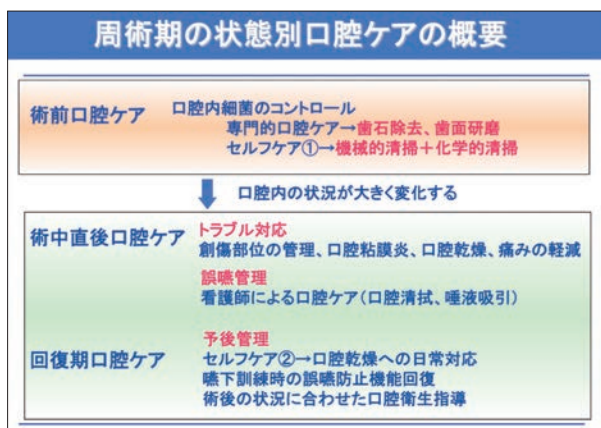 周術期の状態別口腔ケアの概要
術前口腔ケア
口腔内細菌のコントロール
専門的口腔ケア→歯石除去、歯面研磨
セルフケア①→機械的清掃+化学的清掃
口腔内の状況が大きく変化する
術中直後口腔ケア
トラブル対応
創傷部位の管理、口腔粘膜炎、口腔乾燥、痛みの軽減
誤嚥管理
看護師による口腔ケア(口腔清拭、唾液吸引)
回復期口腔ケア
予後管理
セルフケア②→口腔乾燥への日常対応
嚥下訓練時の誤嚥防止機能回復
術後の状況に合わせた口腔衛生指導